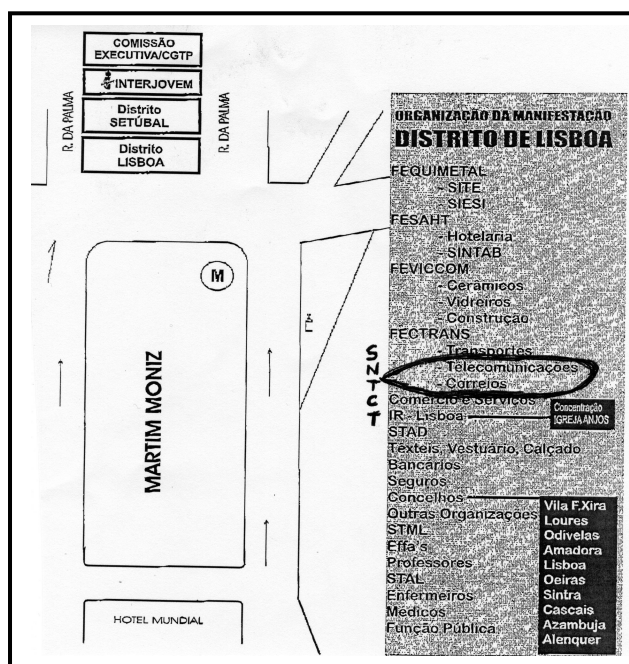 COMISSÃO
EXECUTIVA/CGTP
INTERJOVEM
Distrito
SETÚBAL
Distrito
LISBOA
R. DA PALMA
R. DA PALMA
M
MARTIM MONIZ
HOTEL MUNDIAL
ORGANIZAÇÃO DA MANIFESTAÇÃO
DISTRITO DE LISBOA
FEQUIMETAL
- SITE
- SIESI
FESAHT
- Hotelaria
- SINTAB
FEVICCOM
- Cerâmicos
- Vidreiros
- Construção
FECTRANS
- Transportes
- Telecomunicações
- Correios
SNTCT
Comércio e Serviços
IR - Lisboa
Concentração
IGREJA ANJOS
STAD
Texteis, Vestuário, Calçado
Bancários
Seguros
Concelhos
Outras Organizações
STML
Effa's
Professores
STAL
Enfermeiros
Médicos
Função Pública
Vila F.Xira
Loures
Odivelas
Amadora
Lisboa
Oeiras
Sintra
Cascais
Azambuja
Alenquer